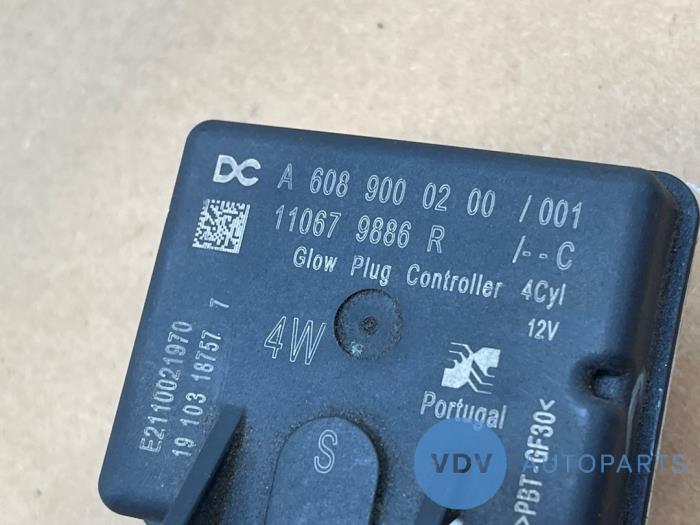 DC A 608 900 02 00 /001
11067 9886 R /--C
Glow Plug Controller 4Cyl
12V
4W
E2110021970
19 103 18757 7
Portugal
S
>PBT-GF30<
VDV AUTOPARTS